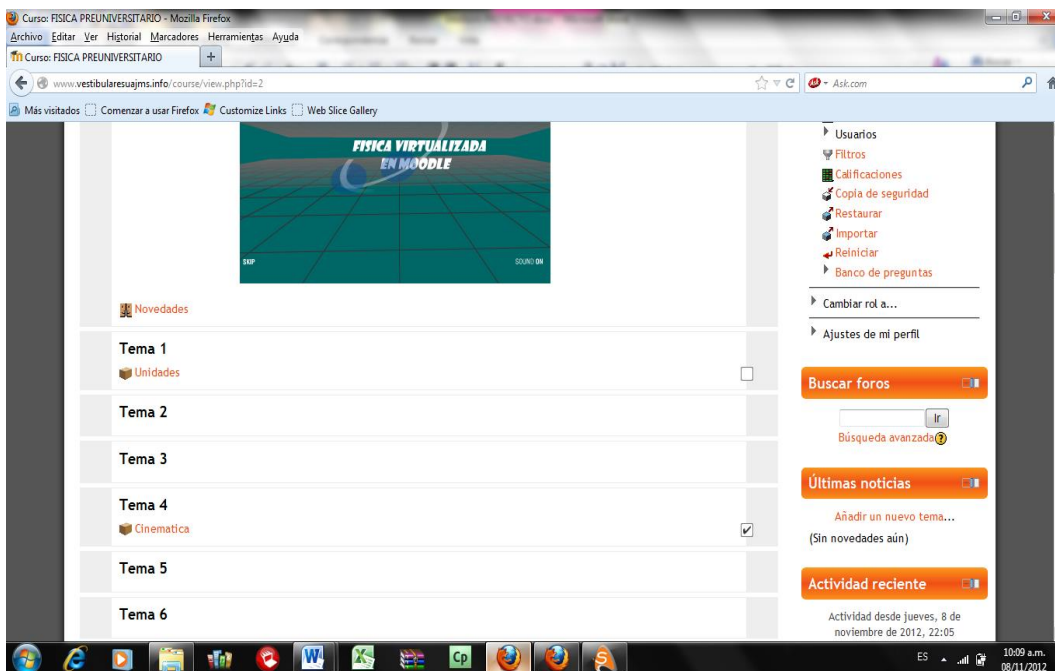 Curso: FISICA PREUNIVERSITARIO - Mozilla Firefox
Archivo Editar Ver Historial Marcadores Herramientas Ayuda
Curso: FISICA PREUNIVERSITARIO
www.vestibularesuajms.info/course/view.php?id=2
Ask.com
Más visitados Comenzar a usar Firefox Customize Links Web Slice Gallery
FISICA VIRTUALIZADA
EN MOODLE
SKIP
SOUND ON
Novedades
Tema 1
Unidades
Tema 2
Tema 3
Tema 4
Cinematica
Tema 5
Tema 6
Usuarios
Filtros
Calificaciones
Copia de seguridad
Restaurar
Importar
Reiniciar
Banco de preguntas
Cambiar rol a...
Ajustes de mi perfil
Buscar foros
Ir
Búsqueda avanzada
Últimas noticias
Añadir un nuevo tema...
(Sin novedades aún)
Actividad reciente
Actividad desde jueves, 8 de
noviembre de 2012, 22:05
ES
10:09 a.m.
08/11/2012